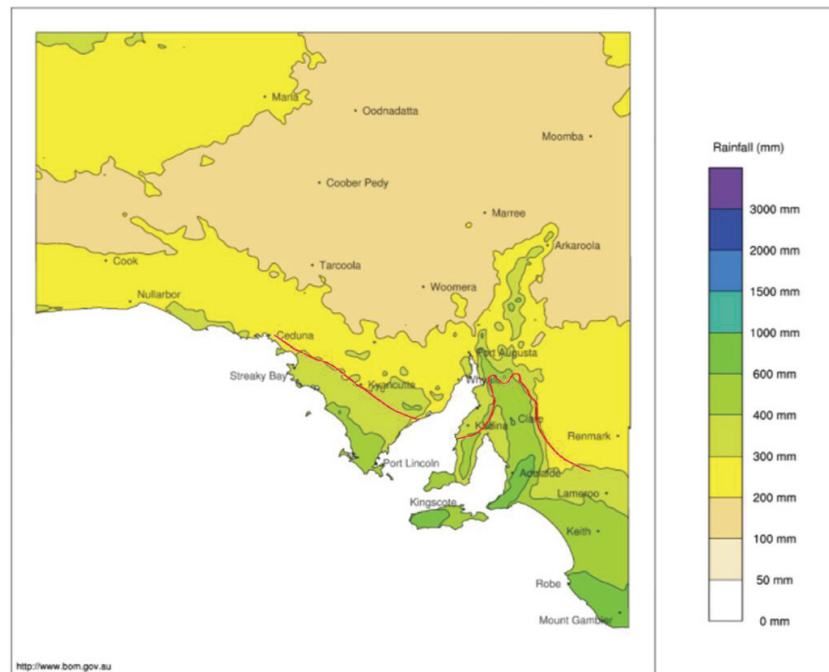 Marla
Oodnadatta
Moomba
Rainfall (mm)
Coober Pedy
3000 mm
Marree
2000 mm
Arkaroola
Cook
Tarcoola
1500 mm
Woomera
Nullarbor
1000 mm
Ceduna
Port Augusta
600 mm
Streaky Bay
Kyancutta
400 mm
Clare
Renmark
300 mm
Port Lincoln
Adelaide
200 mm
Lameroo
Kingscote
Keith
100 mm
50 mm
Robe
Mount Gambier
0 mm
http://www.bom.gov.au